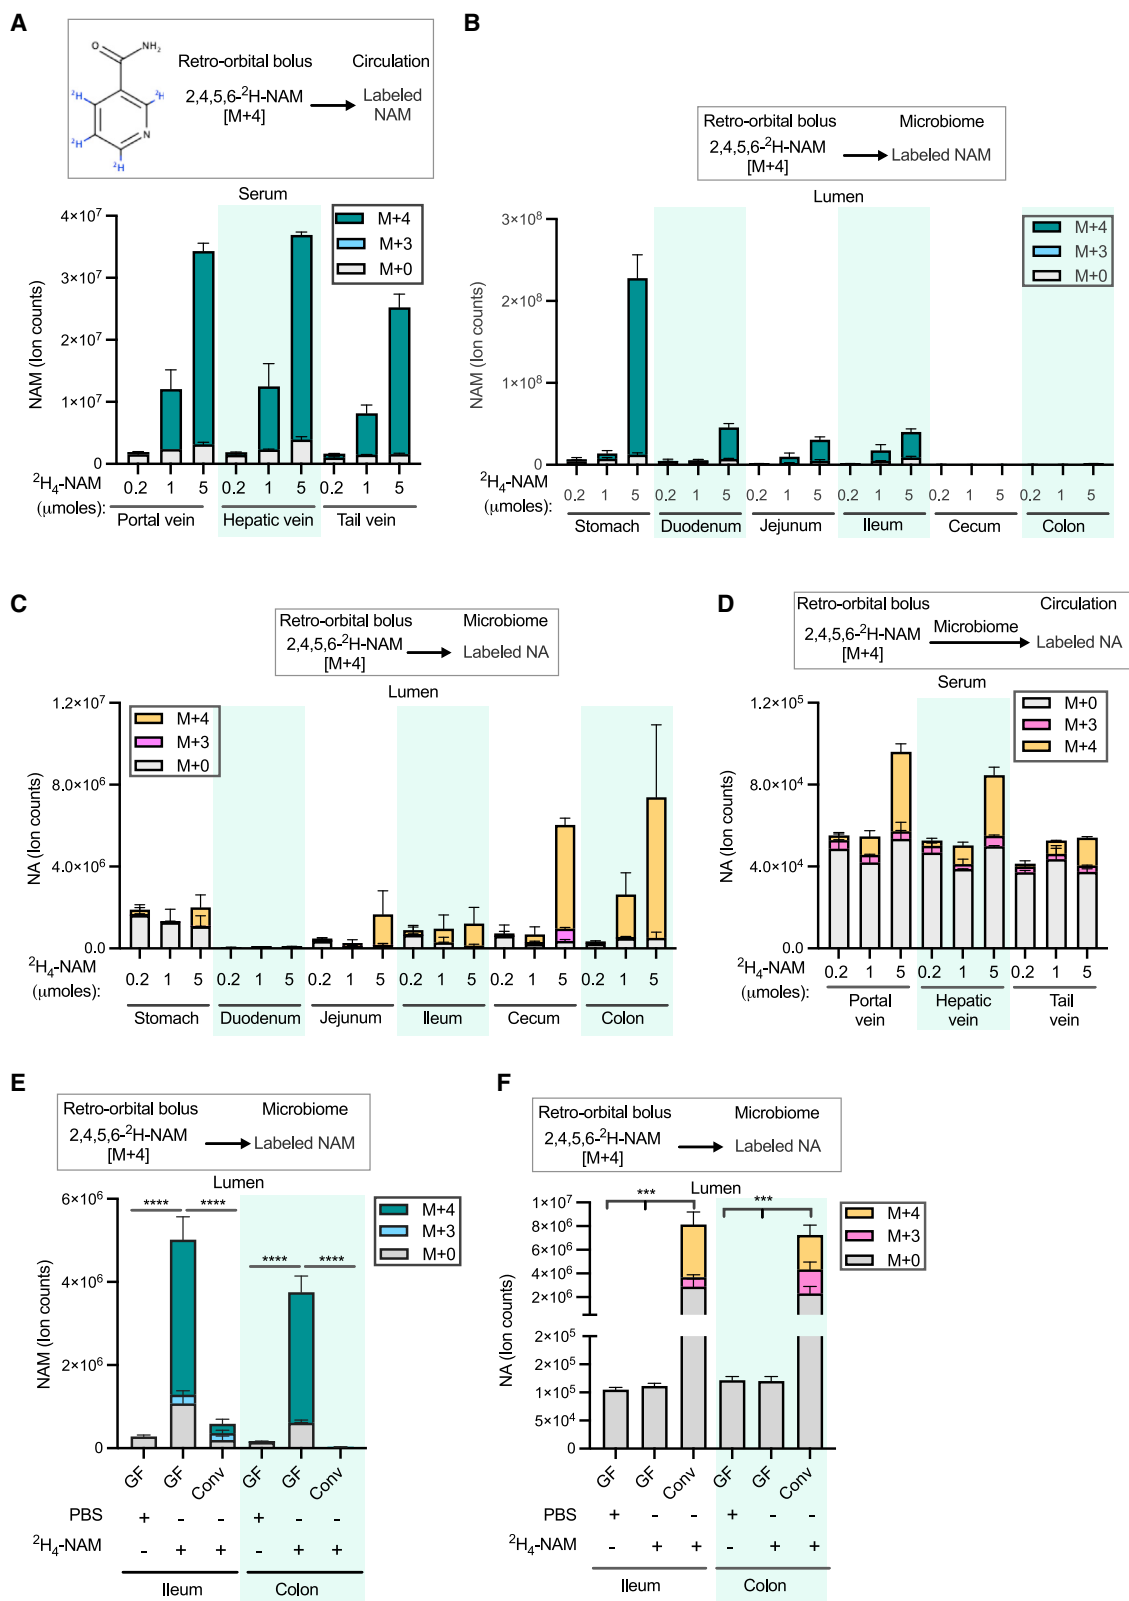 A
O
NH₂
²H
²H
²H
N
²H
Retro-orbital bolus
Circulation
2,4,5,6-²H-NAM
[M+4]
Labeled
NAM
Serum
NAM (Ion counts)
4×10⁷
3×10⁷
2×10⁷
1×10⁷
0
M+4
M+3
M+0
²H₄-NAM
(μmoles):
0.2 1 5 0.2 1 5 0.2 1 5
Portal vein Hepatic vein Tail vein
B
Retro-orbital bolus
Microbiome
2,4,5,6-²H-NAM
[M+4]
Labeled NAM
Lumen
NAM (Ion counts)
3×10⁸
2×10⁸
1×10⁸
0
M+4
M+3
M+0
²H₄-NAM
(μmoles):
0.2 1 5 0.2 1 5 0.2 1 5 0.2 1 5 0.2 1 5 0.2 1 5
Stomach Duodenum Jejunum Ileum Cecum Colon
C
Retro-orbital bolus
Microbiome
2,4,5,6-²H-NAM
[M+4]
Labeled NA
Lumen
NA (Ion counts)
1.2×10⁷
8.0×10⁶
4.0×10⁶
0.0
M+4
M+3
M+0
²H₄-NAM
(μmoles):
0.2 1 5 0.2 1 5 0.2 1 5 0.2 1 5 0.2 1 5 0.2 1 5
Stomach Duodenum Jejunum Ileum Cecum Colon
D
Retro-orbital bolus
Circulation
2,4,5,6-²H-NAM
[M+4]
Microbiome
Labeled NA
Serum
NA (Ion counts)
1.2×10⁵
8.0×10⁴
4.0×10⁴
0.0
M+0
M+3
M+4
²H₄-NAM
(μmoles):
0.2 1 5 0.2 1 5 0.2 1 5
Portal
vein
Hepatic
vein
Tail
vein
E
Retro-orbital bolus
Microbiome
2,4,5,6-²H-NAM
[M+4]
Labeled NAM
Lumen
NAM (Ion counts)
6×10⁶
4×10⁶
2×10⁶
0
**** ****
**** ****
M+4
M+3
M+0
GF GF Conv GF GF Conv
PBS + - - + - -
²H₄-NAM - + + - + +
Ileum Colon
F
Retro-orbital bolus
Microbiome
2,4,5,6-²H-NAM
[M+4]
Labeled NA
Lumen
NA (Ion counts)
1×10⁷
8×10⁶
6×10⁶
4×10⁶
2×10⁶
2×10⁵
2×10⁵
1×10⁵
5×10⁴
0
*** ***
M+4
M+3
M+0
GF GF Conv GF GF Conv
PBS + - - + - -
²H₄-NAM - + + - + +
Ileum Colon